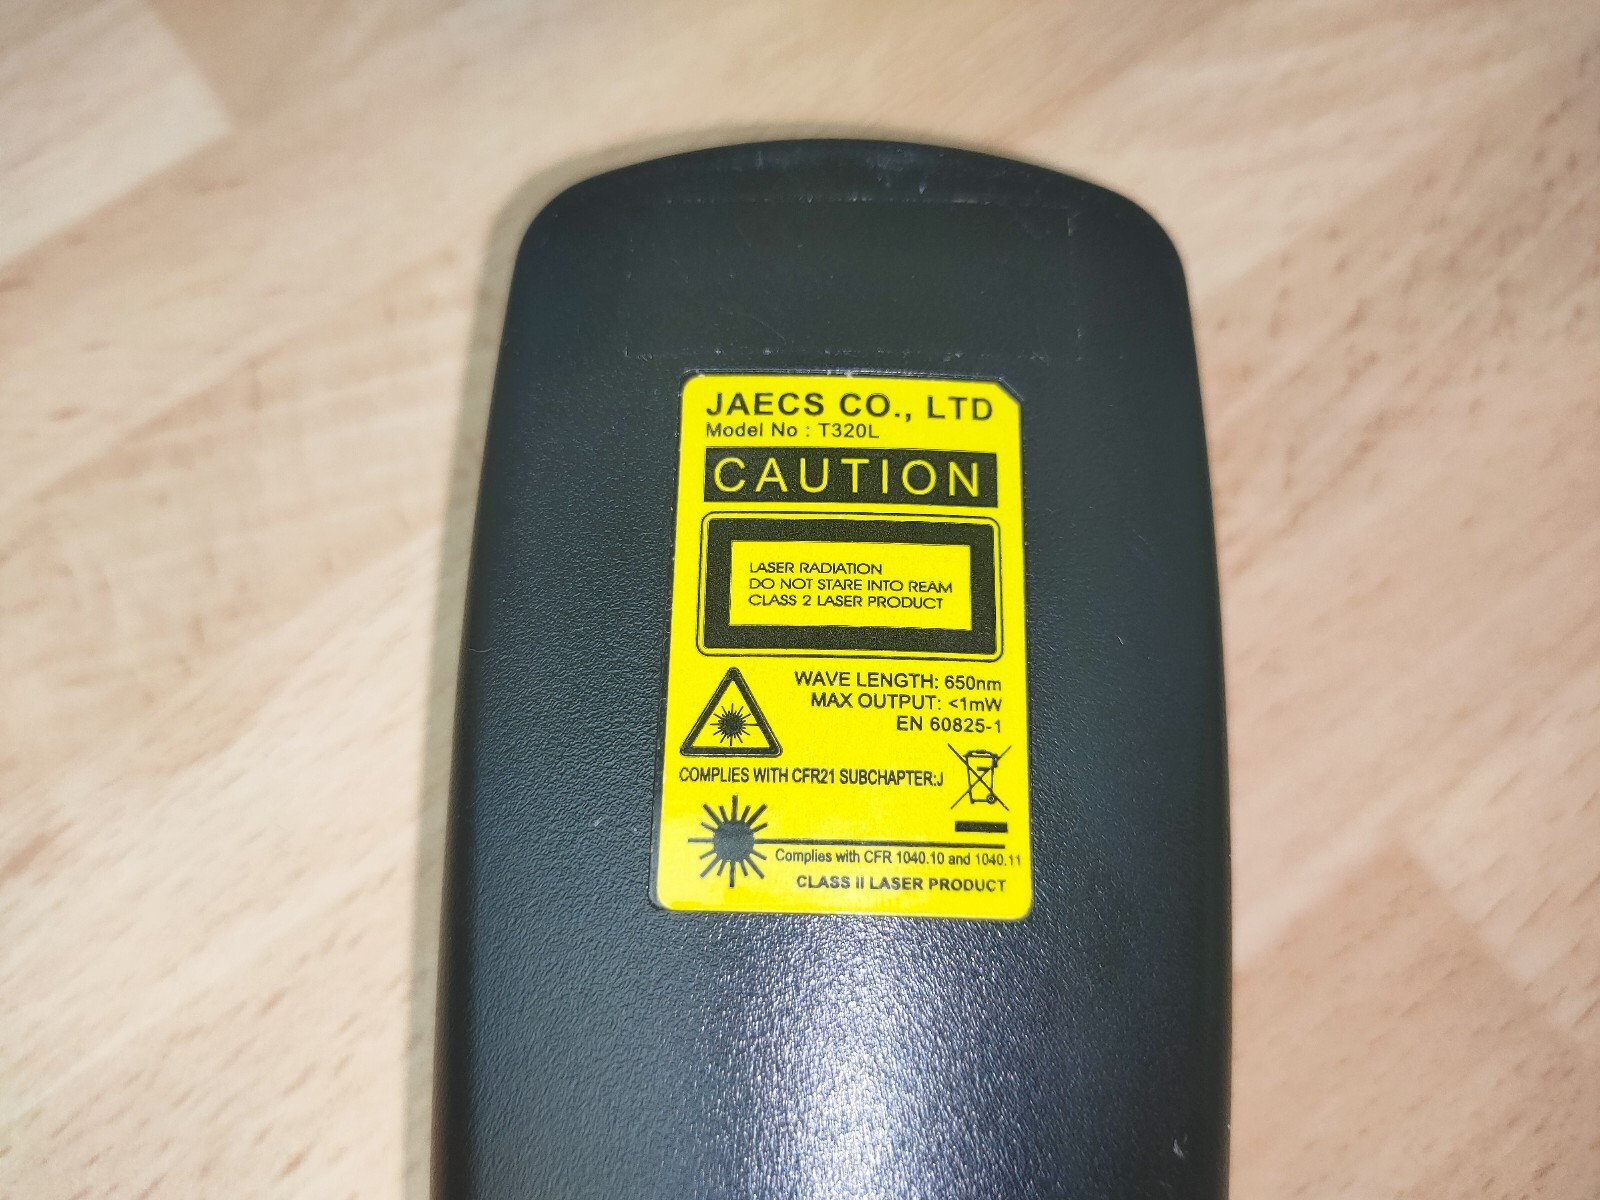 JAECS CO., LTD
Model No : T320L
CAUTION
LASER RADIATION
DO NOT STARE INTO REAM
CLASS 2 LASER PRODUCT
WAVE LENGTH: 650nm
MAX OUTPUT: <1mW
EN 60825-1
COMPLIES WITH CFR21 SUBCHAPTER:J
Complies with CFR 1040.10 and 1040.11
CLASS II LASER PRODUCT